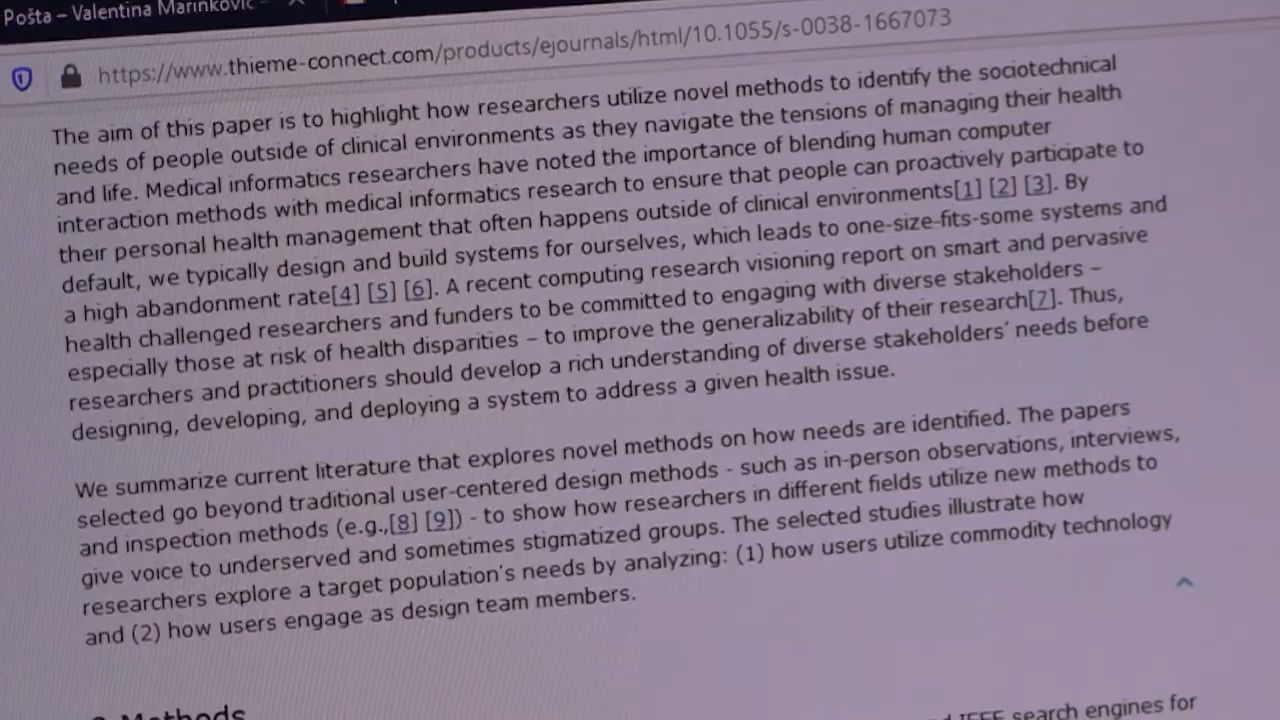 Pošta – Valentina Marinković –
https://www.thieme-connect.com/products/ejournals/html/10.1055/s-0038-1667073
The aim of this paper is to highlight how researchers utilize novel methods to identify the sociotechnical
needs of people outside of clinical environments as they navigate the tensions of managing their health
and life. Medical informatics researchers have noted the importance of blending human computer
interaction methods with medical informatics research to ensure that people can proactively participate to
their personal health management that often happens outside of clinical environments[1] [2] [3]. By
default, we typically design and build systems for ourselves, which leads to one-size-fits-some systems and
a high abandonment rate[4] [5] [6]. A recent computing research visioning report on smart and pervasive
health challenged researchers and funders to be committed to engaging with diverse stakeholders –
especially those at risk of health disparities – to improve the generalizability of their research[7]. Thus,
researchers and practitioners should develop a rich understanding of diverse stakeholders’ needs before
designing, developing, and deploying a system to address a given health issue.
We summarize current literature that explores novel methods on how needs are identified. The papers
selected go beyond traditional user-centered design methods - such as in-person observations, interviews,
and inspection methods (e.g.,[8] [9]) - to show how researchers in different fields utilize new methods to
give voice to underserved and sometimes stigmatized groups. The selected studies illustrate how
researchers explore a target population's needs by analyzing: (1) how users utilize commodity technology
and (2) how users engage as design team members.
Methods
IEEE search engines for